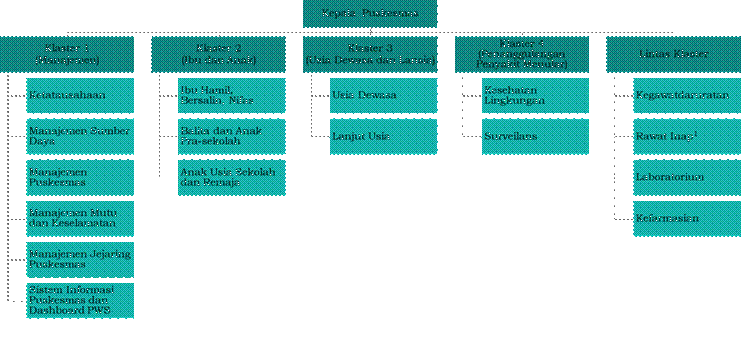 Kepala Puskesmas
Klaster 1
(Manajemen)
Klaster 2
(Ibu dan Anak)
Klaster 3
(Usia Dewasa dan Lansia)
Klaster 4
(Penanggulangan
Penyakit Menular)
Lintas Klaster
Ketatausahaan
Manajemen Sumber
Daya
Manajemen
Puskesmas
Manajemen Mutu
dan Keselamatan
Manajemen Jejaring
Puskesmas
Sistem Informasi
Puskesmas dan
Dashboard PWS
Ibu Hamil,
Bersalin, Nifas
Balita dan Anak
Pra-sekolah
Anak Usia Sekolah
dan Remaja
Usia Dewasa
Lanjut Usia
Kesehatan
Lingkungan
Surveilans
Kegawatdaruratan
Rawat Inap¹
Laboratorium
Kefarmasian